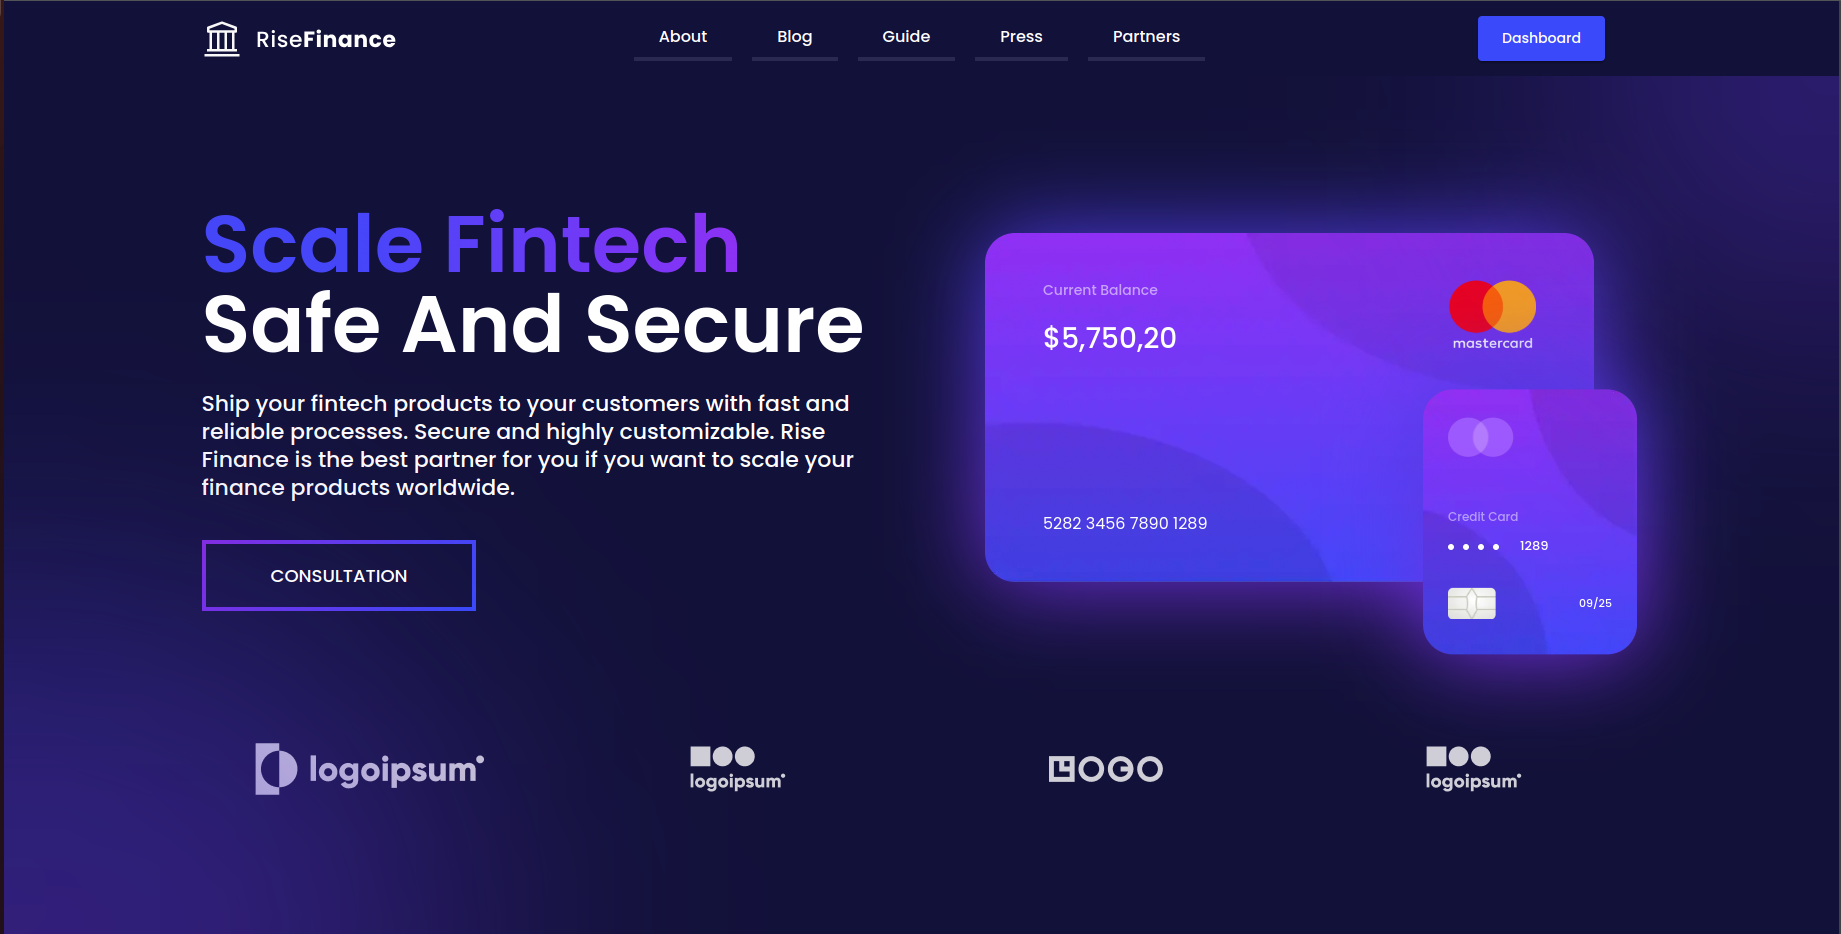 RiseFinance
About
Blog
Guide
Press
Partners
Dashboard
Scale Fintech
Safe And Secure
Ship your fintech products to your customers with fast and
reliable processes. Secure and highly customizable. Rise
Finance is the best partner for you if you want to scale your
finance products worldwide.
CONSULTATION
Current Balance
$5,750,20
mastercard
5282 3456 7890 1289
Credit Card
1289
09/25
logoipsum
logoipsum
LOGO
logoipsum